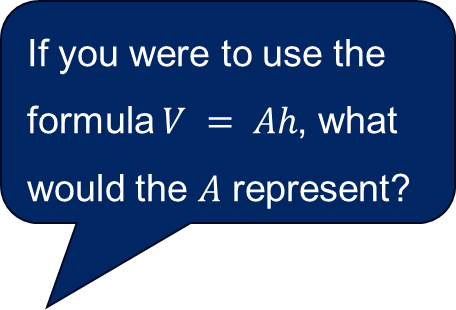 If you were to use the
formula V = Ah, what
would the A represent?